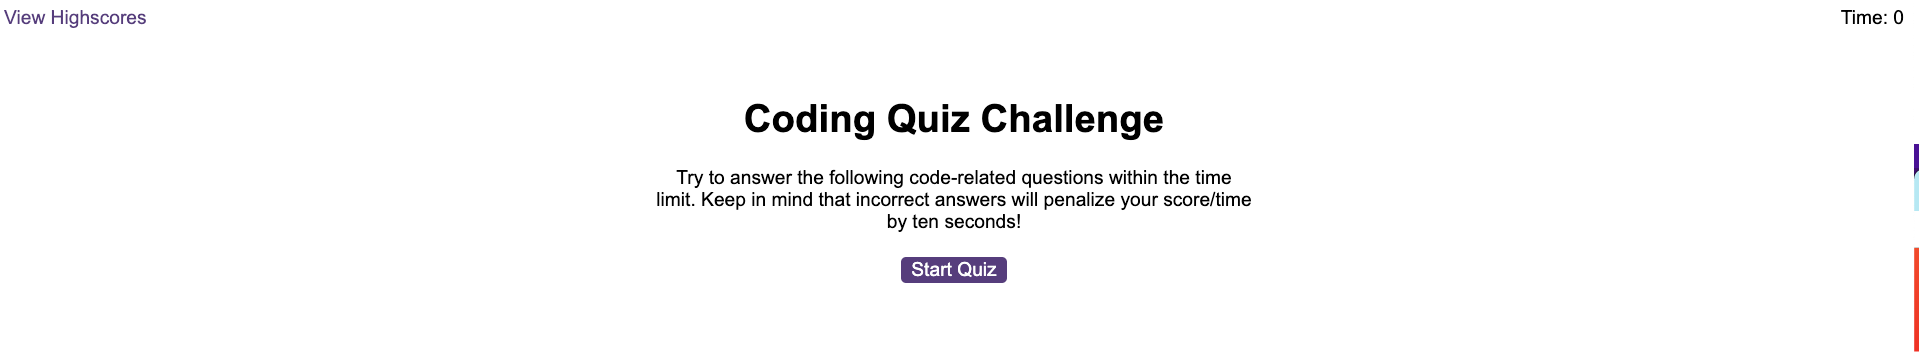 View Highscores
Time: 0
Coding Quiz Challenge
Try to answer the following code-related questions within the time
limit. Keep in mind that incorrect answers will penalize your score/time
by ten seconds!
Start Quiz